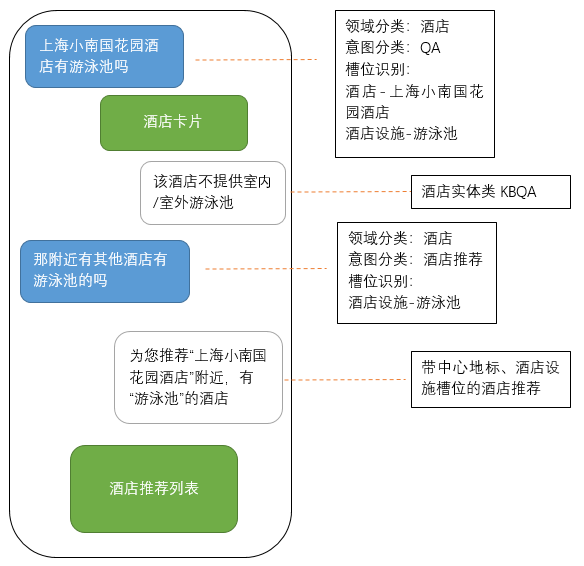 上海小南国花园酒
店有游泳池吗
领域分类：酒店
意图分类：QA
槽位识别：
酒店-上海小南国花
园酒店
酒店设施-游泳池
酒店卡片
该酒店不提供室内
/室外游泳池
酒店实体类 KBQA
那附近有其他酒店有
游泳池的吗
领域分类：酒店
意图分类：酒店推荐
槽位识别：
酒店设施-游泳池
为您推荐“上海小南国
花园酒店”附近，有
“游泳池”的酒店
带中心地标、酒店设
施槽位的酒店推荐
酒店推荐列表